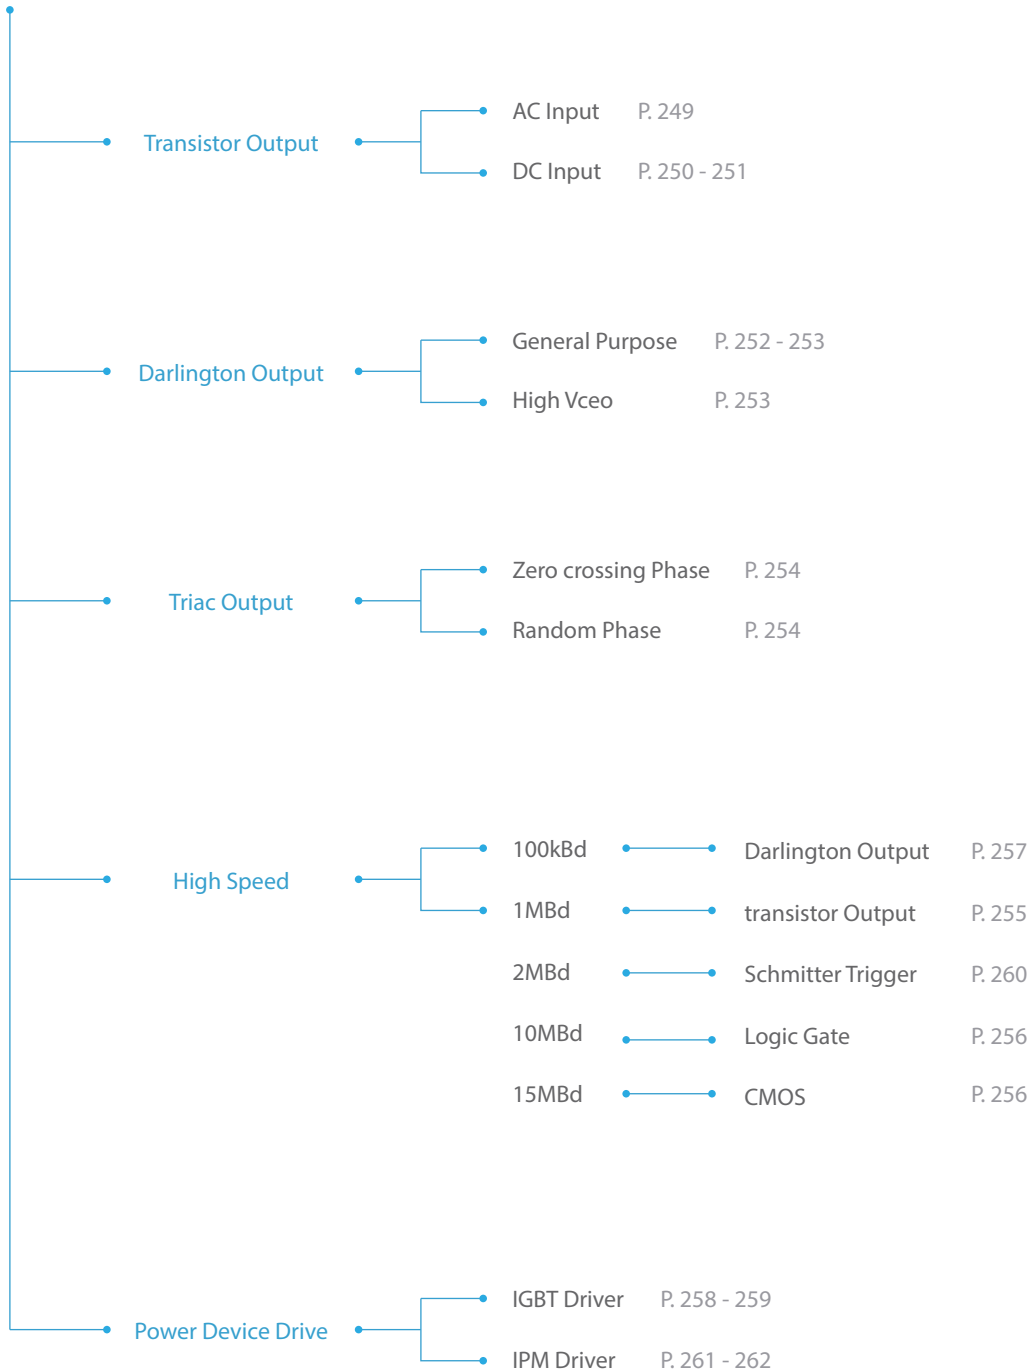 AC Input P. 249
Transistor Output
DC Input P. 250 - 251
General Purpose P. 252 - 253
Darlington Output
High Vceo P. 253
Zero crossing Phase P. 254
Triac Output
Random Phase P. 254
100kBd Darlington Output P. 257
High Speed
1MBd transistor Output P. 255
2MBd Schmitter Trigger P. 260
10MBd Logic Gate P. 256
15MBd CMOS P. 256
IGBT Driver P. 258 - 259
Power Device Drive
IPM Driver P. 261 - 262